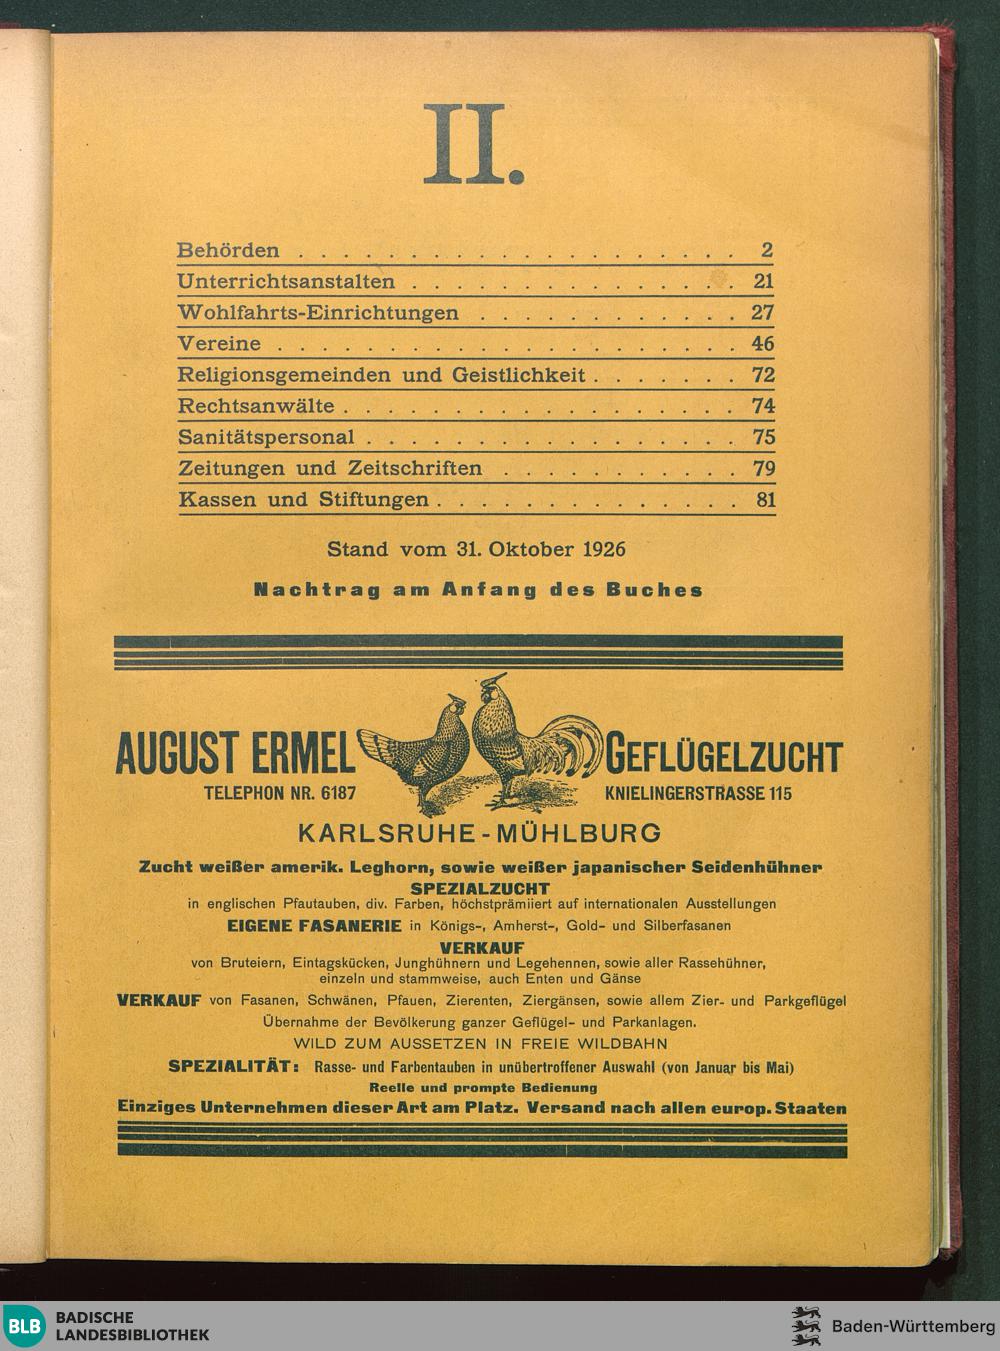 II.
Behörden . . . . . . . . . . . . . . . . 2
Unterrichtsanstalten . . . . . . . . . . . . 21
Wohlfahrts-Einrichtungen . . . . . . . . . 27
Vereine . . . . . . . . . . . . . . . . 46
Religionsgemeinden und Geistlichkeit . . . . . . . 72
Rechtsanwälte . . . . . . . . . . . . . . 74
Sanitätspersonal . . . . . . . . . . . . . 75
Zeitungen und Zeitschriften . . . . . . . . . 79
Kassen und Stiftungen . . . . . . . . . . . 81
Stand vom 31. Oktober 1926
Nachtrag am Anfang des Buches
AUGUST ERMEL GEFLÜGELZUCHT
TELEPHON NR. 6187 KNIELINGERSTRASSE 115
KARLSRUHE - MÜHLBURG
Zucht weißer amerik. Leghorn, sowie weißer japanischer Seidenhühner
SPEZIALZUCHT
in englischen Pfautauben, div. Farben, höchstprämiiert auf internationalen Ausstellungen
EIGENE FASANERIE in Königs-, Amherst-, Gold- und Silberfasanen
VERKAUF
von Bruteiern, Eintagskücken, Junghühnern und Legehennen, sowie aller Rassehühner,
einzeln und stammweise, auch Enten und Gänse
VERKAUF von Fasanen, Schwänen, Pfauen, Zierenten, Ziergänsen, sowie allem Zier- und Parkgeflügel
Übernahme der Bevölkerung ganzer Geflügel- und Parkanlagen.
WILD ZUM AUSSETZEN IN FREIE WILDBAHN
SPEZIALITÄT: Rasse- und Farbentauben in unübertroffener Auswahl (von Januar bis Mai)
Reelle und prompte Bedienung
Einziges Unternehmen dieser Art am Platz. Versand nach allen europ. Staaten
BLB BADISCHE
LANDESBIBLIOTHEK
Baden-Württemberg